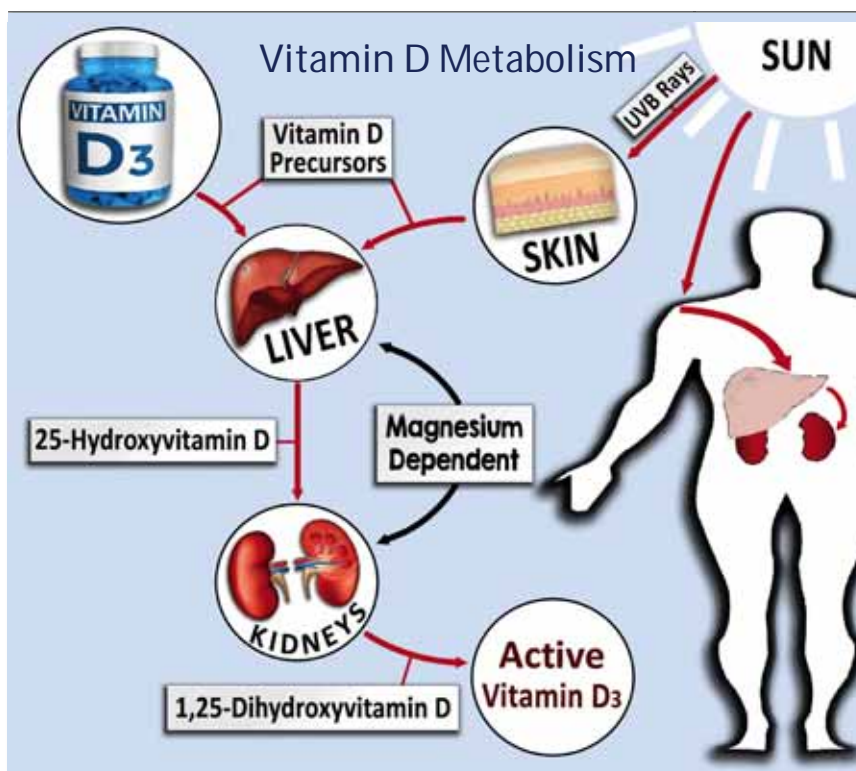 Vitamin D Metabolism
SUN
UVB Rays
VITAMIN
D3
Vitamin D
Precursors
SKIN
LIVER
25-Hydroxyvitamin D
Magnesium
Dependent
KIDNEYS
1,25-Dihydroxyvitamin D
Active
Vitamin D3